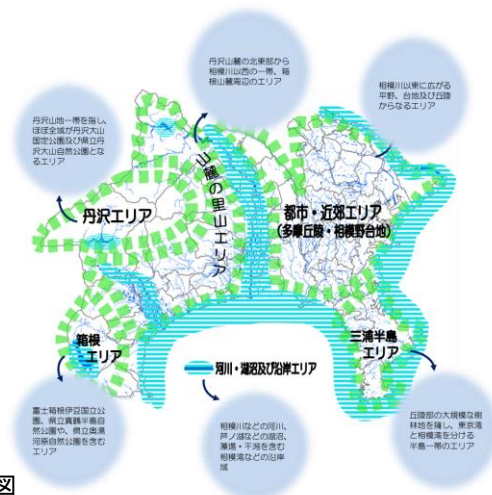 丹沢山麓の北東部から
相模川以西の一帯、箱
根山麓周辺のエリア
相模川以東に広がる
平野、台地及び丘陵
からなるエリア
丹沢山地一帯を指し、
ほぼ全域が丹沢大山
国定公園及び県立丹
沢大山自然公園とな
るエリア
山麓の里山エリア
丹沢エリア
都市・近郊エリア
(多摩丘陵・相模野台地)
箱根
エリア
三浦半島
エリア
河川・湖沼及び沿岸エリア
富士箱根伊豆国立公
園、県立真鶴半島自
然公園や、県立奥湯
河原自然公園を含む
エリア
相模川などの河川、
芦ノ湖などの湖沼、
藻場・干潟を含む
相模湾などの沿岸
域
丘陵部の大規模な樹
林地を擁し、東京湾
と相模湾を分ける
半島一帯のエリア
図